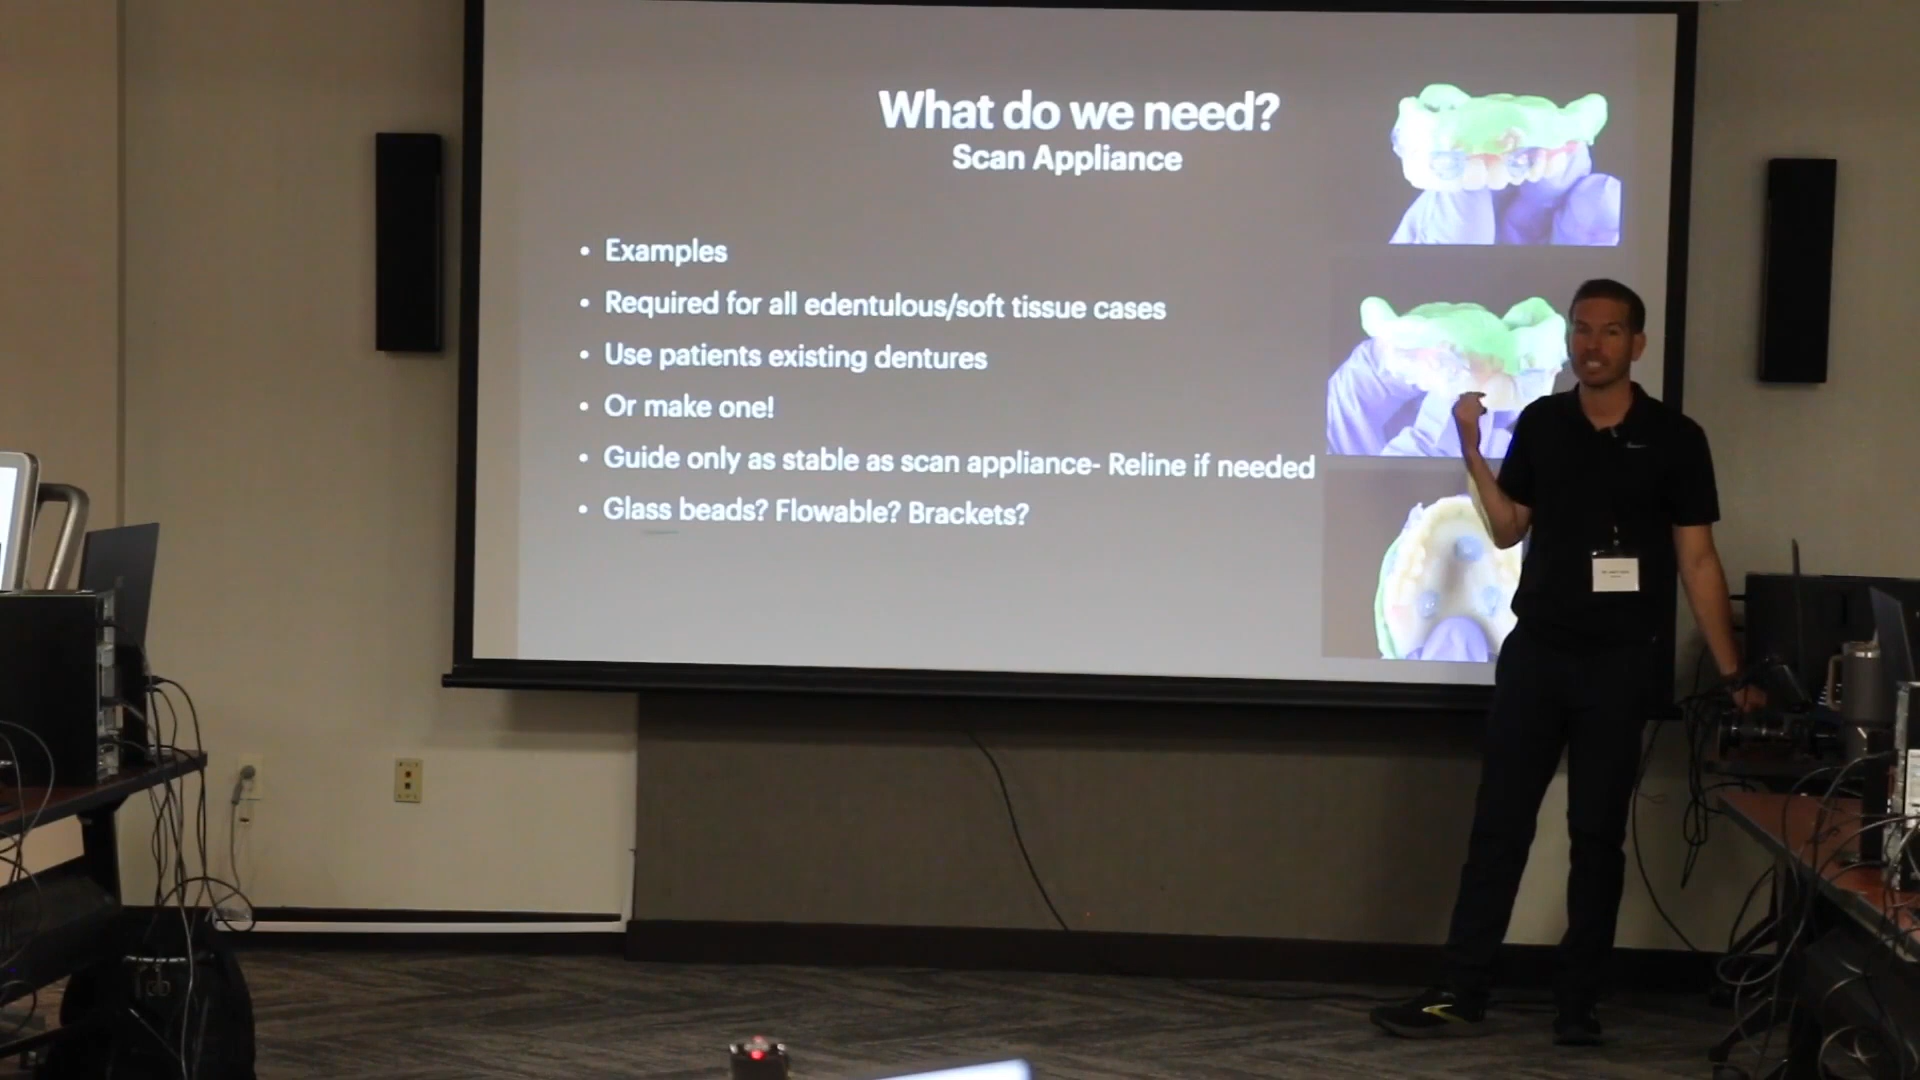 What do we need?
Scan Appliance
• Examples
• Required for all edentulous/soft tissue cases
• Use patients existing dentures
• Or make one!
• Guide only as stable as scan appliance- Reline if needed
• Glass beads? Flowable? Brackets?